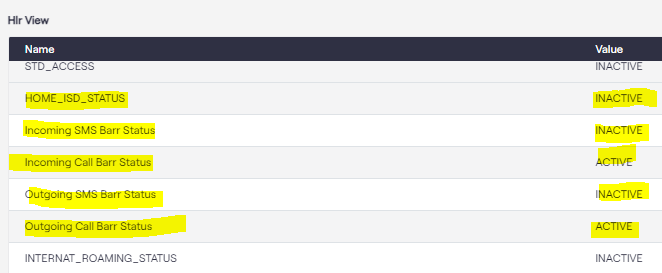 Hlr View
Name Value
STD_ACCESS INACTIVE
HOME_ISD_STATUS INACTIVE
Incoming SMS Barr Status INACTIVE
Incoming Call Barr Status ACTIVE
Outgoing SMS Barr Status INACTIVE
Outgoing Call Barr Status ACTIVE
INTERNAT_ROAMING_STATUS INACTIVE